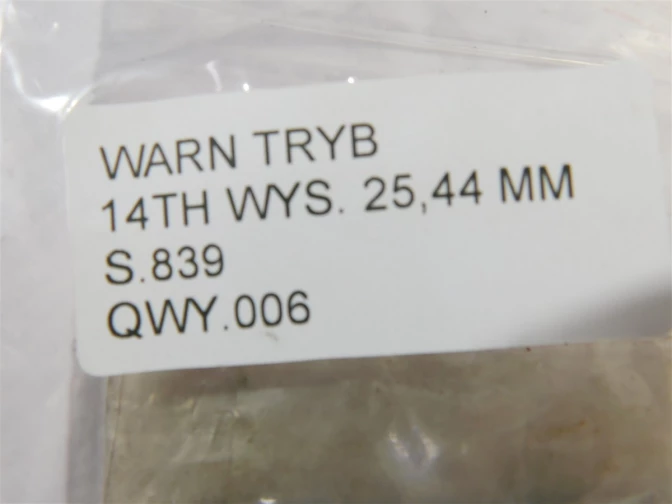 WARN TRYB
14TH WYS. 25,44 MM
S.839
QWY.006